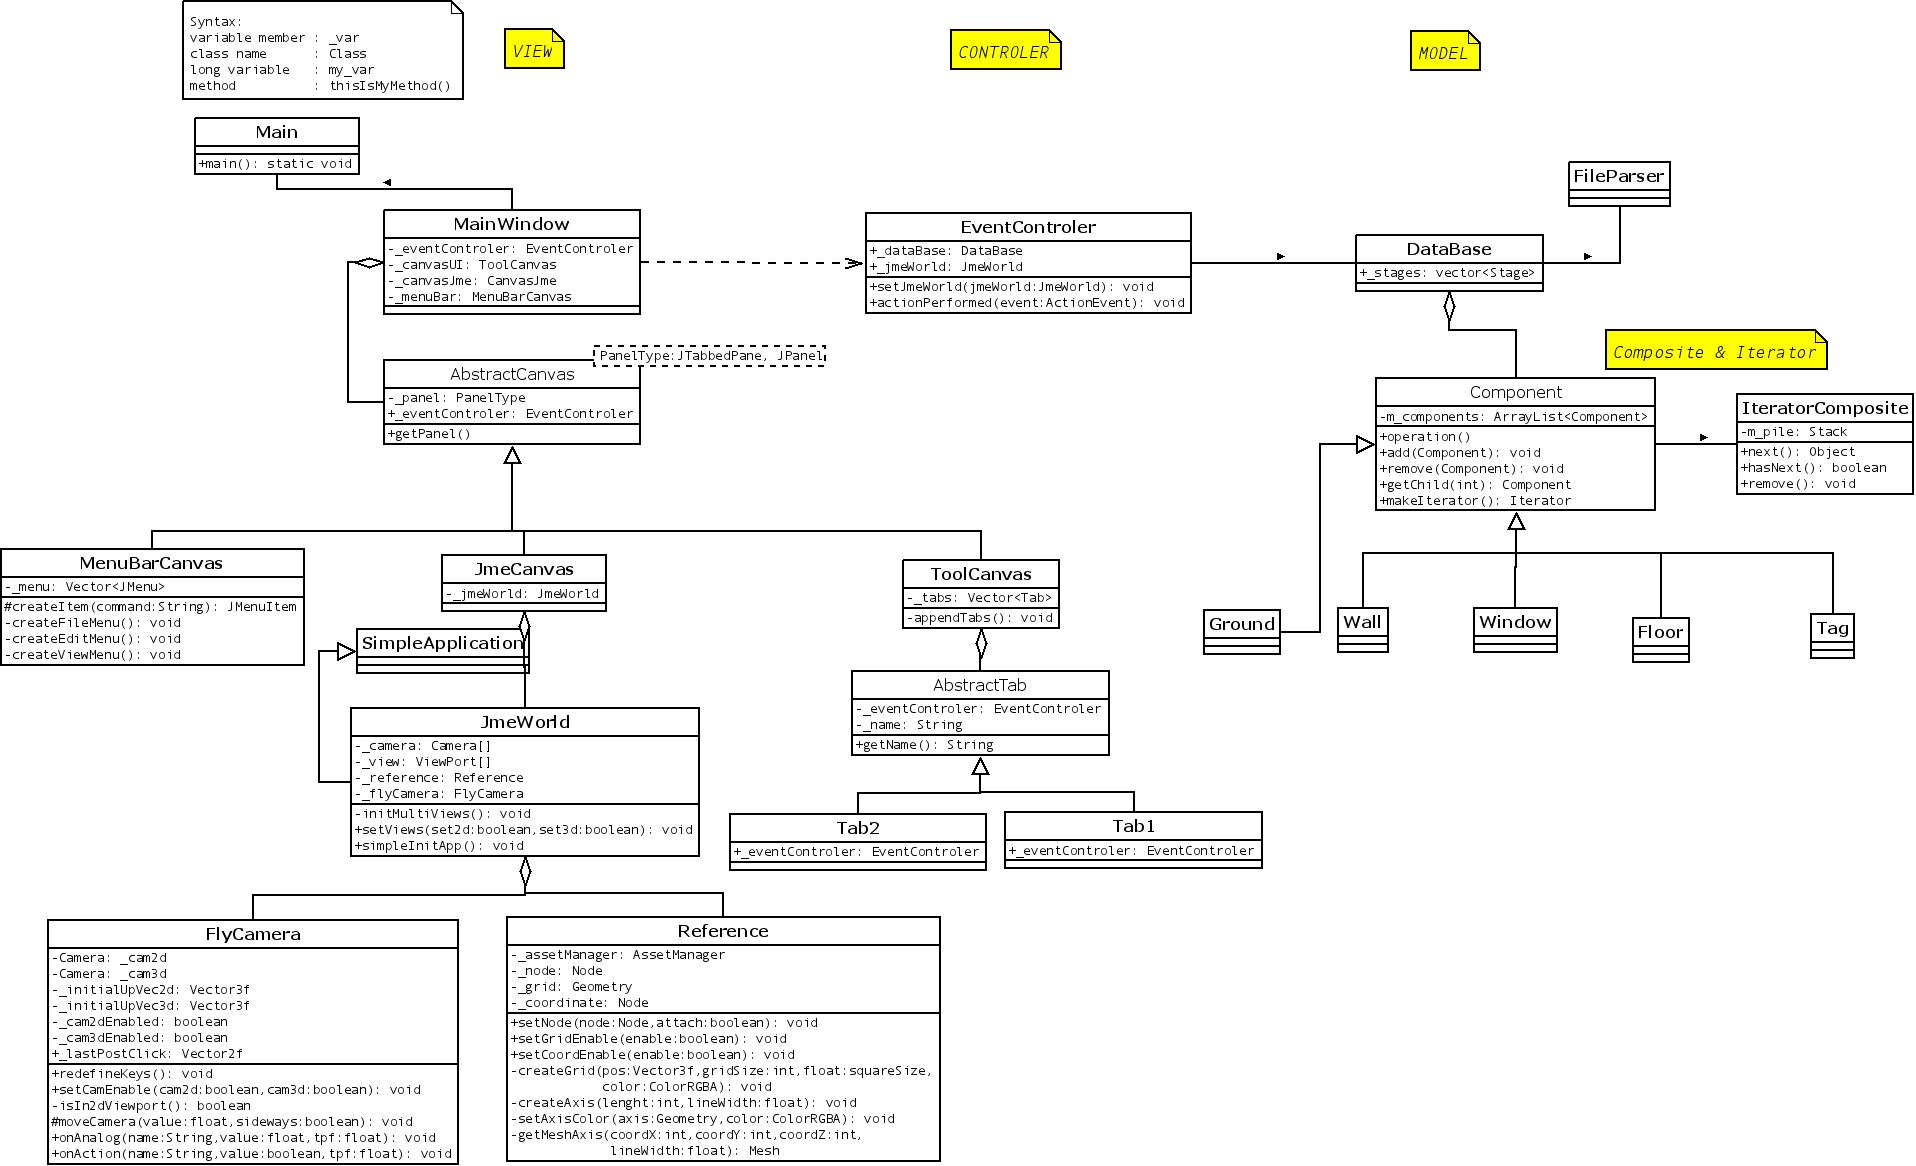 Syntax:
variable member : _var
class name : Class
long variable : my_var
method : thisIsMyMethod()
VIEW
CONTROLER
MODEL
Main
+main(): static void
MainWindow
-_eventControler: EventControler
-_canvasUI: ToolCanvas
-_canvasJme: CanvasJme
-_menuBar: MenuBarCanvas
EventControler
+_dataBase: DataBase
+_jmeWorld: JmeWorld
+setJmeWorld(jmeWorld:JmeWorld): void
+actionPerformed(event:ActionEvent): void
DataBase
+_stages: vector<Stage>
FileParser
PanelType:JTabbedPane, JPanel
AbstractCanvas
-_panel: PanelType
+_eventControler: EventControler
+getPanel()
Composite & Iterator
Component
-m_components: ArrayList<Component>
+operation()
+add(Component): void
+remove(Component): void
+getChild(int): Component
+makeIterator(): Iterator
IteratorComposite
-m_pile: Stack
+next(): Object
+hasNext(): boolean
+remove(): void
MenuBarCanvas
-_menu: Vector<JMenu>
#createItem(command:String): JMenuItem
-createFileMenu(): void
-createEditMenu(): void
-createViewMenu(): void
JmeCanvas
-_jmeWorld: JmeWorld
ToolCanvas
-_tabs: Vector<Tab>
-appendTabs(): void
Ground
Wall
Window
Floor
Tag
SimpleApplication
AbstractTab
-_eventControler: EventControler
-_name: String
+getName(): String
JmeWorld
-_camera: Camera[]
-_view: ViewPort[]
-_reference: Reference
-_flyCamera: FlyCamera
-initMultiViews(): void
+setViews(set2d:boolean,set3d:boolean): void
+simpleInitApp(): void
Tab2
+_eventControler: EventControler
Tab1
+_eventControler: EventControler
FlyCamera
-Camera: _cam2d
-Camera: _cam3d
-_initialUpVec2d: Vector3f
-_initialUpVec3d: Vector3f
-_cam2dEnabled: boolean
-_cam3dEnabled: boolean
+_lastPostClick: Vector2f
+redefineKeys(): void
+setCamEnable(cam2d:boolean,cam3d:boolean): void
-isIn2dViewport(): boolean
#moveCamera(value:float,sideways:boolean): void
+onAnalog(name:String,value:float,tpf:float): void
+onAction(name:String,value:boolean,tpf:float): void
Reference
-_assetManager: AssetManager
-_node: Node
-_grid: Geometry
-_coordinate: Node
+setNode(node:Node,attach:boolean): void
+setGridEnable(enable:boolean): void
+setCoordEnable(enable:boolean): void
-createGrid(pos:Vector3f,gridSize:int,float:squareSize,
color:ColorRGBA): void
-createAxis(lenght:int,lineWidth:float): void
-setAxisColor(axis:Geometry,color:ColorRGBA): void
-getMeshAxis(coordX:int,coordY:int,coordZ:int,
lineWidth:float): Mesh